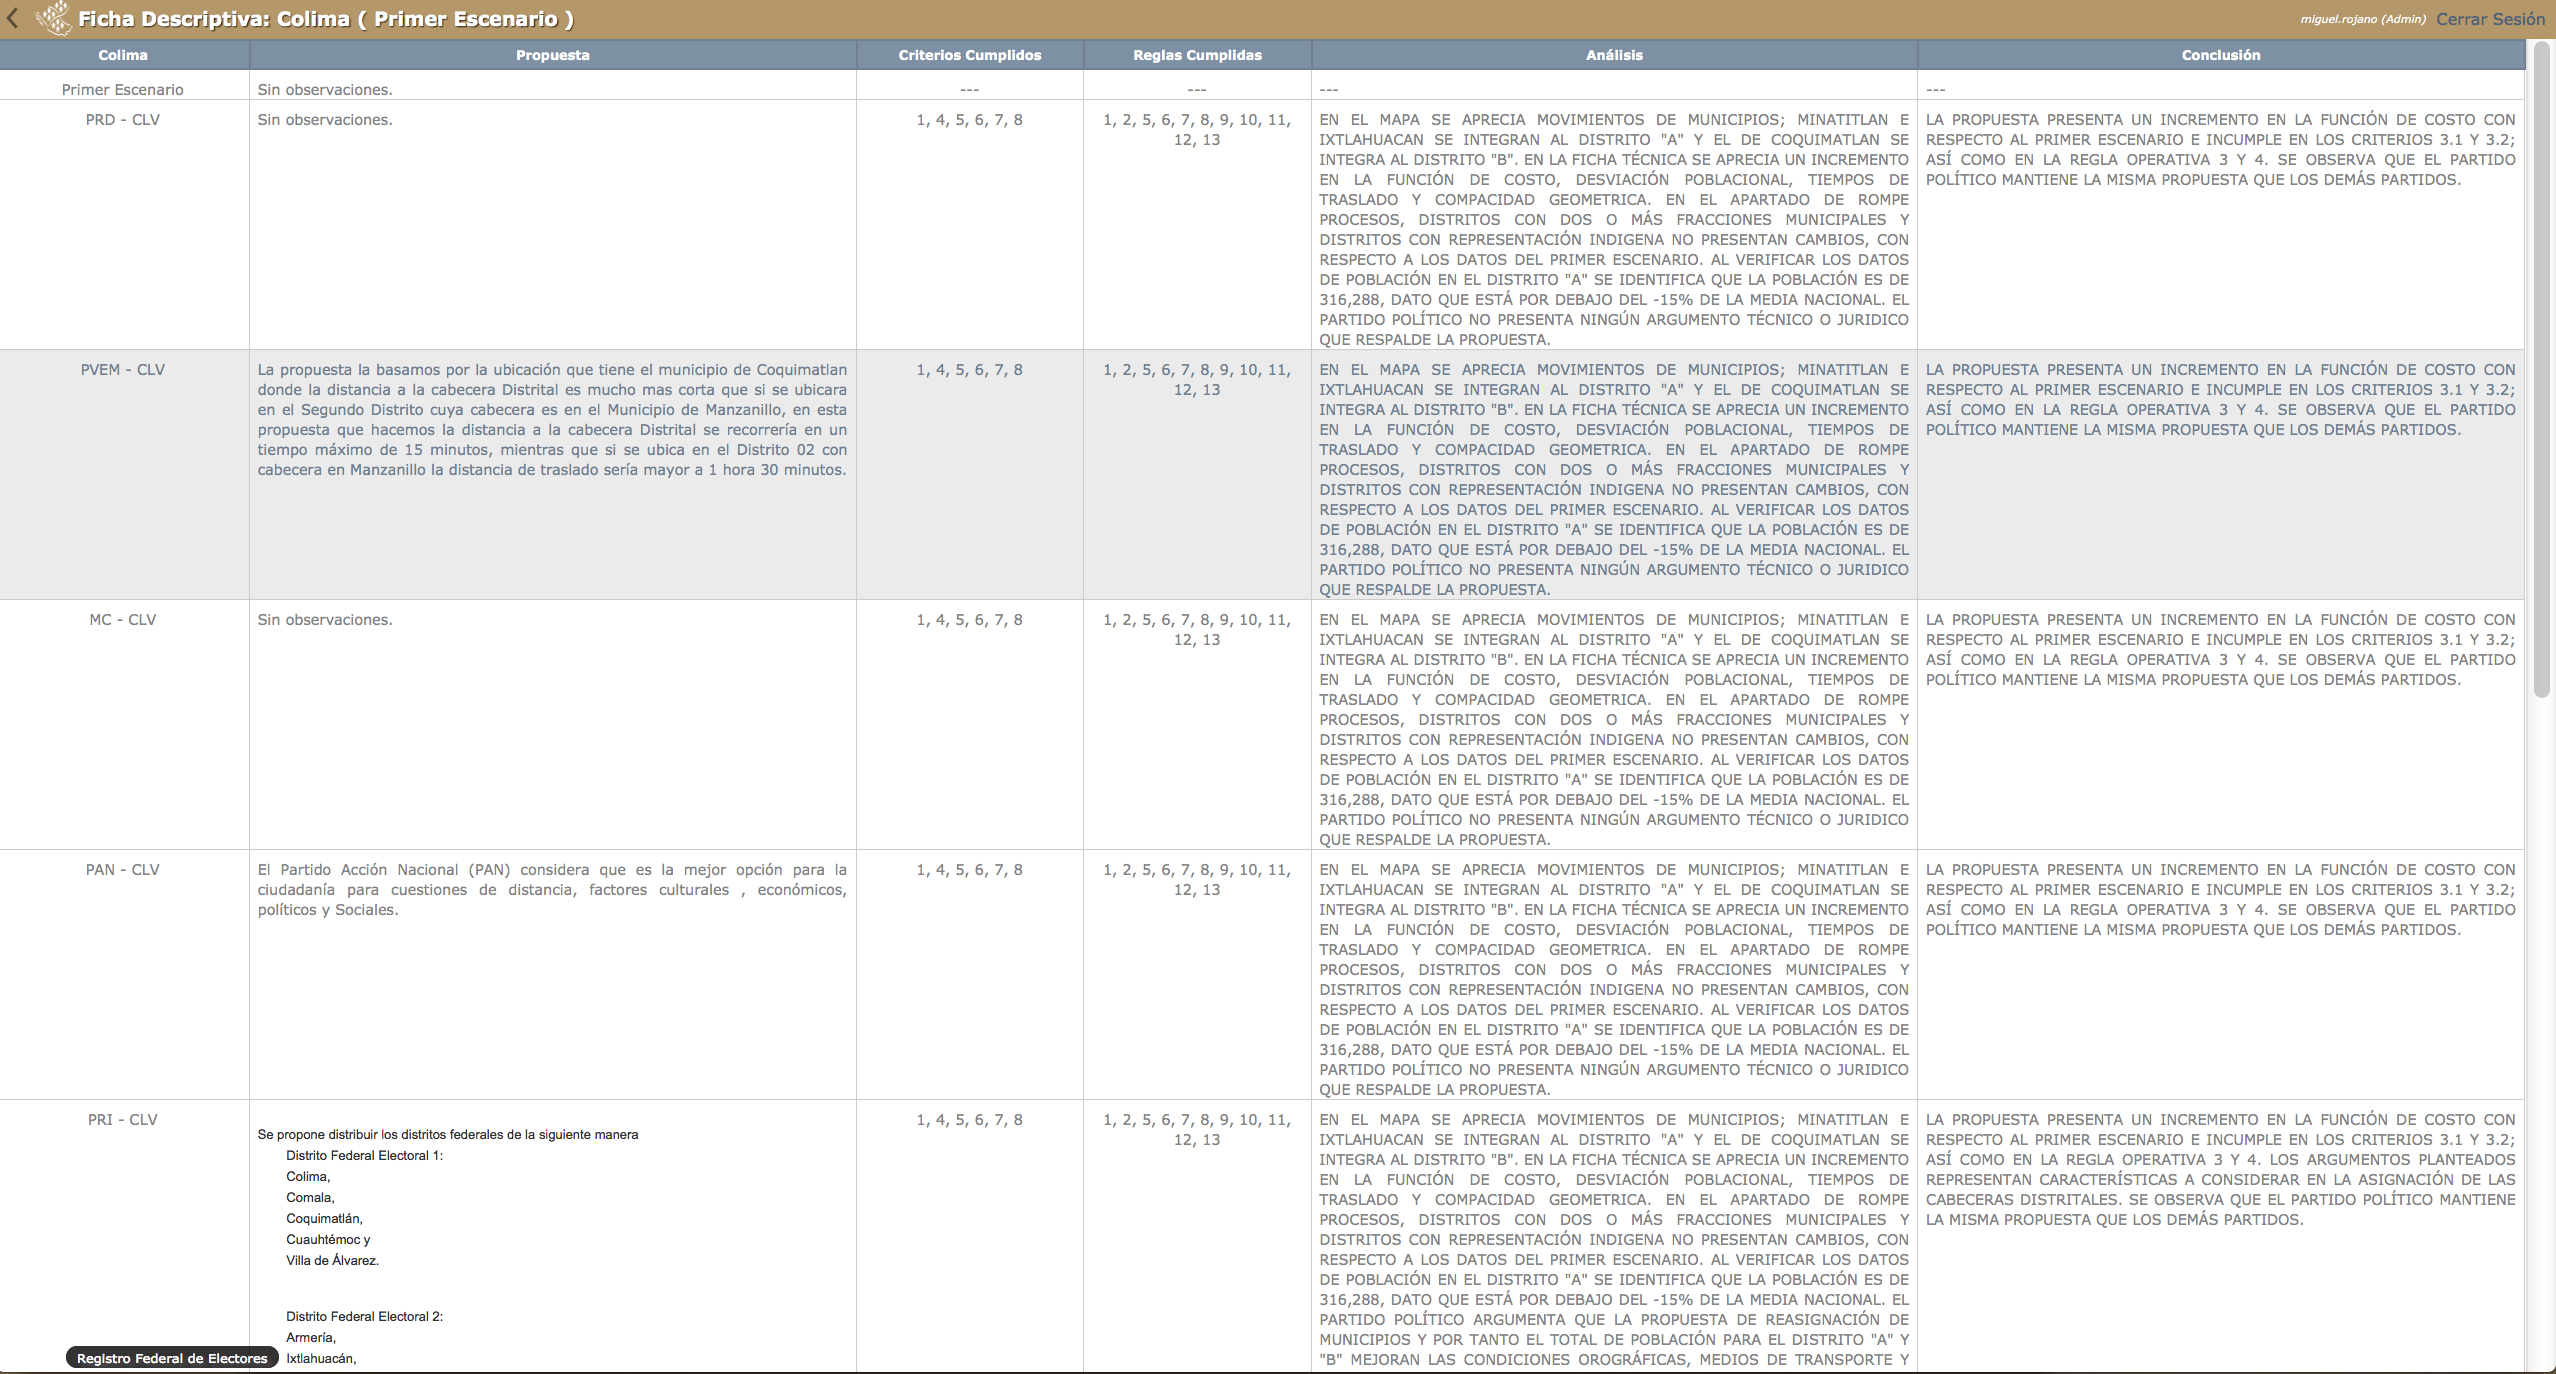 Ficha Descriptiva: Colima ( Primer Escenario )
miguel.rojano (Admin) Cerrar Sesión
Colima Propuesta Criterios Cumplidos Reglas Cumplidas Análisis Conclusión
Primer Escenario Sin observaciones. --- --- --- ---
PRD - CLV
Sin observaciones.
1, 4, 5, 6, 7, 8
1, 2, 5, 6, 7, 8, 9, 10, 11,
12, 13
EN EL MAPA SE APRECIA MOVIMIENTOS DE MUNICIPIOS; MINATITLAN E
IXTLAHUACAN SE INTEGRAN AL DISTRITO "A" Y EL DE COQUIMATLAN SE
INTEGRA AL DISTRITO "B". EN LA FICHA TÉCNICA SE APRECIA UN INCREMENTO
EN LA FUNCIÓN DE COSTO, DESVIACIÓN POBLACIONAL, TIEMPOS DE
TRASLADO Y COMPACIDAD GEOMETRICA. EN EL APARTADO DE ROMPE
PROCESOS, DISTRITOS CON DOS O MÁS FRACCIONES MUNICIPALES Y
DISTRITOS CON REPRESENTACIÓN INDIGENA NO PRESENTAN CAMBIOS, CON
RESPECTO A LOS DATOS DEL PRIMER ESCENARIO. AL VERIFICAR LOS DATOS
DE POBLACIÓN EN EL DISTRITO "A" SE IDENTIFICA QUE LA POBLACIÓN ES DE
316,288, DATO QUE ESTÁ POR DEBAJO DEL -15% DE LA MEDIA NACIONAL. EL
PARTIDO POLÍTICO NO PRESENTA NINGÚN ARGUMENTO TÉCNICO O JURIDICO
QUE RESPALDE LA PROPUESTA.
LA PROPUESTA PRESENTA UN INCREMENTO EN LA FUNCIÓN DE COSTO CON
RESPECTO AL PRIMER ESCENARIO E INCUMPLE EN LOS CRITERIOS 3.1 Y 3.2;
ASÍ COMO EN LA REGLA OPERATIVA 3 Y 4. SE OBSERVA QUE EL PARTIDO
POLÍTICO MANTIENE LA MISMA PROPUESTA QUE LOS DEMÁS PARTIDOS.
PVEM - CLV
La propuesta la basamos por la ubicación que tiene el municipio de Coquimatlan
donde la distancia a la cabecera Distrital es mucho mas corta que si se ubicara
en el Segundo Distrito cuya cabecera es en el Municipio de Manzanillo, en esta
propuesta que hacemos la distancia a la cabecera Distrital se recorrería en un
tiempo máximo de 15 minutos, mientras que si se ubica en el Distrito 02 con
cabecera en Manzanillo la distancia de traslado sería mayor a 1 hora 30 minutos.
1, 4, 5, 6, 7, 8
1, 2, 5, 6, 7, 8, 9, 10, 11,
12, 13
EN EL MAPA SE APRECIA MOVIMIENTOS DE MUNICIPIOS; MINATITLAN E
IXTLAHUACAN SE INTEGRAN AL DISTRITO "A" Y EL DE COQUIMATLAN SE
INTEGRA AL DISTRITO "B". EN LA FICHA TÉCNICA SE APRECIA UN INCREMENTO
EN LA FUNCIÓN DE COSTO, DESVIACIÓN POBLACIONAL, TIEMPOS DE
TRASLADO Y COMPACIDAD GEOMETRICA. EN EL APARTADO DE ROMPE
PROCESOS, DISTRITOS CON DOS O MÁS FRACCIONES MUNICIPALES Y
DISTRITOS CON REPRESENTACIÓN INDIGENA NO PRESENTAN CAMBIOS, CON
RESPECTO A LOS DATOS DEL PRIMER ESCENARIO. AL VERIFICAR LOS DATOS
DE POBLACIÓN EN EL DISTRITO "A" SE IDENTIFICA QUE LA POBLACIÓN ES DE
316,288, DATO QUE ESTÁ POR DEBAJO DEL -15% DE LA MEDIA NACIONAL. EL
PARTIDO POLÍTICO NO PRESENTA NINGÚN ARGUMENTO TÉCNICO O JURIDICO
QUE RESPALDE LA PROPUESTA.
LA PROPUESTA PRESENTA UN INCREMENTO EN LA FUNCIÓN DE COSTO CON
RESPECTO AL PRIMER ESCENARIO E INCUMPLE EN LOS CRITERIOS 3.1 Y 3.2;
ASÍ COMO EN LA REGLA OPERATIVA 3 Y 4. SE OBSERVA QUE EL PARTIDO
POLÍTICO MANTIENE LA MISMA PROPUESTA QUE LOS DEMÁS PARTIDOS.
MC - CLV
Sin observaciones.
1, 4, 5, 6, 7, 8
1, 2, 5, 6, 7, 8, 9, 10, 11,
12, 13
EN EL MAPA SE APRECIA MOVIMIENTOS DE MUNICIPIOS; MINATITLAN E
IXTLAHUACAN SE INTEGRAN AL DISTRITO "A" Y EL DE COQUIMATLAN SE
INTEGRA AL DISTRITO "B". EN LA FICHA TÉCNICA SE APRECIA UN INCREMENTO
EN LA FUNCIÓN DE COSTO, DESVIACIÓN POBLACIONAL, TIEMPOS DE
TRASLADO Y COMPACIDAD GEOMETRICA. EN EL APARTADO DE ROMPE
PROCESOS, DISTRITOS CON DOS O MÁS FRACCIONES MUNICIPALES Y
DISTRITOS CON REPRESENTACIÓN INDIGENA NO PRESENTAN CAMBIOS, CON
RESPECTO A LOS DATOS DEL PRIMER ESCENARIO. AL VERIFICAR LOS DATOS
DE POBLACIÓN EN EL DISTRITO "A" SE IDENTIFICA QUE LA POBLACIÓN ES DE
316,288, DATO QUE ESTÁ POR DEBAJO DEL -15% DE LA MEDIA NACIONAL. EL
PARTIDO POLÍTICO NO PRESENTA NINGÚN ARGUMENTO TÉCNICO O JURIDICO
QUE RESPALDE LA PROPUESTA.
LA PROPUESTA PRESENTA UN INCREMENTO EN LA FUNCIÓN DE COSTO CON
RESPECTO AL PRIMER ESCENARIO E INCUMPLE EN LOS CRITERIOS 3.1 Y 3.2;
ASÍ COMO EN LA REGLA OPERATIVA 3 Y 4. SE OBSERVA QUE EL PARTIDO
POLÍTICO MANTIENE LA MISMA PROPUESTA QUE LOS DEMÁS PARTIDOS.
PAN - CLV
El Partido Acción Nacional (PAN) considera que es la mejor opción para la
ciudadanía para cuestiones de distancia, factores culturales , económicos,
políticos y Sociales.
1, 4, 5, 6, 7, 8
1, 2, 5, 6, 7, 8, 9, 10, 11,
12, 13
EN EL MAPA SE APRECIA MOVIMIENTOS DE MUNICIPIOS; MINATITLAN E
IXTLAHUACAN SE INTEGRAN AL DISTRITO "A" Y EL DE COQUIMATLAN SE
INTEGRA AL DISTRITO "B". EN LA FICHA TÉCNICA SE APRECIA UN INCREMENTO
EN LA FUNCIÓN DE COSTO, DESVIACIÓN POBLACIONAL, TIEMPOS DE
TRASLADO Y COMPACIDAD GEOMETRICA. EN EL APARTADO DE ROMPE
PROCESOS, DISTRITOS CON DOS O MÁS FRACCIONES MUNICIPALES Y
DISTRITOS CON REPRESENTACIÓN INDIGENA NO PRESENTAN CAMBIOS, CON
RESPECTO A LOS DATOS DEL PRIMER ESCENARIO. AL VERIFICAR LOS DATOS
DE POBLACIÓN EN EL DISTRITO "A" SE IDENTIFICA QUE LA POBLACIÓN ES DE
316,288, DATO QUE ESTÁ POR DEBAJO DEL -15% DE LA MEDIA NACIONAL. EL
PARTIDO POLÍTICO NO PRESENTA NINGÚN ARGUMENTO TÉCNICO O JURIDICO
QUE RESPALDE LA PROPUESTA.
LA PROPUESTA PRESENTA UN INCREMENTO EN LA FUNCIÓN DE COSTO CON
RESPECTO AL PRIMER ESCENARIO E INCUMPLE EN LOS CRITERIOS 3.1 Y 3.2;
ASÍ COMO EN LA REGLA OPERATIVA 3 Y 4. SE OBSERVA QUE EL PARTIDO
POLÍTICO MANTIENE LA MISMA PROPUESTA QUE LOS DEMÁS PARTIDOS.
PRI - CLV
Se propone distribuir los distritos federales de la siguiente manera
Distrito Federal Electoral 1:
Colima,
Comala,
Coquimatlán,
Cuauhtémoc y
Villa de Álvarez.
Distrito Federal Electoral 2:
Armería,
Ixtlahuacán,
1, 4, 5, 6, 7, 8
1, 2, 5, 6, 7, 8, 9, 10, 11,
12, 13
EN EL MAPA SE APRECIA MOVIMIENTOS DE MUNICIPIOS; MINATITLAN E
IXTLAHUACAN SE INTEGRAN AL DISTRITO "A" Y EL DE COQUIMATLAN SE
INTEGRA AL DISTRITO "B". EN LA FICHA TÉCNICA SE APRECIA UN INCREMENTO
EN LA FUNCIÓN DE COSTO, DESVIACIÓN POBLACIONAL, TIEMPOS DE
TRASLADO Y COMPACIDAD GEOMETRICA. EN EL APARTADO DE ROMPE
PROCESOS, DISTRITOS CON DOS O MÁS FRACCIONES MUNICIPALES Y
DISTRITOS CON REPRESENTACIÓN INDIGENA NO PRESENTAN CAMBIOS, CON
RESPECTO A LOS DATOS DEL PRIMER ESCENARIO. AL VERIFICAR LOS DATOS
DE POBLACIÓN EN EL DISTRITO "A" SE IDENTIFICA QUE LA POBLACIÓN ES DE
316,288, DATO QUE ESTÁ POR DEBAJO DEL -15% DE LA MEDIA NACIONAL. EL
PARTIDO POLÍTICO ARGUMENTA QUE LA PROPUESTA DE REASIGNACIÓN DE
MUNICIPIOS Y POR TANTO EL TOTAL DE POBLACIÓN PARA EL DISTRITO "A" Y
"B" MEJORAN LAS CONDICIONES OROGRÁFICAS, MEDIOS DE TRANSPORTE Y
LA PROPUESTA PRESENTA UN INCREMENTO EN LA FUNCIÓN DE COSTO CON
RESPECTO AL PRIMER ESCENARIO E INCUMPLE EN LOS CRITERIOS 3.1 Y 3.2;
ASÍ COMO EN LA REGLA OPERATIVA 3 Y 4. LOS ARGUMENTOS PLANTEADOS
REPRESENTAN CARACTERÍSTICAS A CONSIDERAR EN LA ASIGNACIÓN DE LAS
CABECERAS DISTRITALES. SE OBSERVA QUE EL PARTIDO POLÍTICO MANTIENE
LA MISMA PROPUESTA QUE LOS DEMÁS PARTIDOS.
Registro Federal de Electores